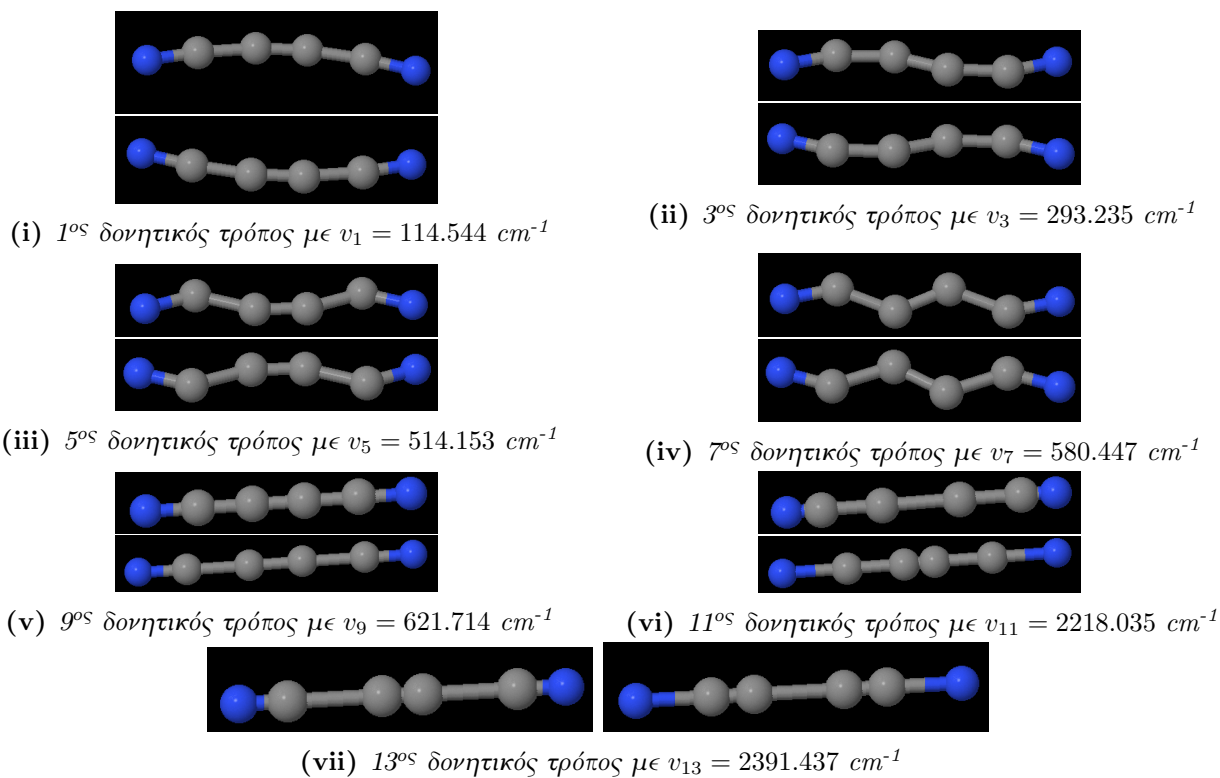 (i) 1ος δονητικός τρόπος με v₁ = 114.544 cm⁻¹
(ii) 3ος δονητικός τρόπος με v₃ = 293.235 cm⁻¹
(iii) 5ος δονητικός τρόπος με v₅ = 514.153 cm⁻¹
(iv) 7ος δονητικός τρόπος με v₇ = 580.447 cm⁻¹
(v) 9ος δονητικός τρόπος με v₉ = 621.714 cm⁻¹
(vi) 11ος δονητικός τρόπος με v₁₁ = 2218.035 cm⁻¹
(vii) 13ος δονητικός τρόπος με v₁₃ = 2391.437 cm⁻¹